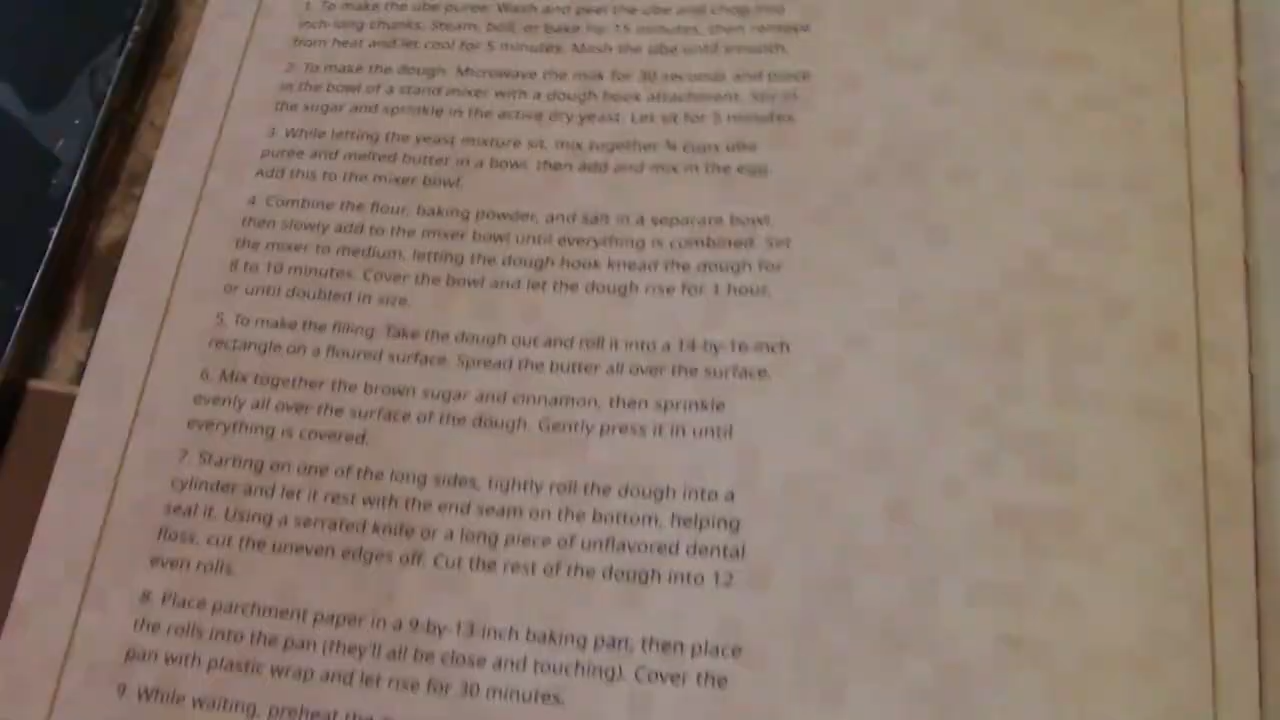 1. To make the ube puree: Wash and peel the ube and chop into
inch-long chunks. Steam, boil, or bake for 15 minutes, then remove
from heat and let cool for 5 minutes. Mash the ube until smooth.
2. To make the dough: Microwave the milk for 30 seconds and place
in the bowl of a stand mixer with a dough hook attachment. Stir in
the sugar and sprinkle in the active dry yeast. Let sit for 5 minutes.
3. While letting the yeast mixture sit, mix together ¾ cups ube
puree and melted butter in a bowl, then add and mix in the egg.
Add this to the mixer bowl.
4. Combine the flour, baking powder, and salt in a separate bowl,
then slowly add to the mixer bowl until everything is combined. Set
the mixer to medium, letting the dough hook knead the dough for
8 to 10 minutes. Cover the bowl and let the dough rise for 1 hour,
or until doubled in size.
5. To make the filling: Take the dough out and roll it into a 14-by-16-inch
rectangle on a floured surface. Spread the butter all over the surface.
6. Mix together the brown sugar and cinnamon, then sprinkle
evenly all over the surface of the dough. Gently press it in until
everything is covered.
7. Starting on one of the long sides, tightly roll the dough into a
cylinder and let it rest with the end seam on the bottom, helping
seal it. Using a serrated knife or a long piece of unflavored dental
floss, cut the uneven edges off. Cut the rest of the dough into 12
even rolls.
8. Place parchment paper in a 9-by-13-inch baking pan, then place
the rolls into the pan (they'll all be close and touching). Cover the
pan with plastic wrap and let rise for 30 minutes.
9. While waiting, preheat the